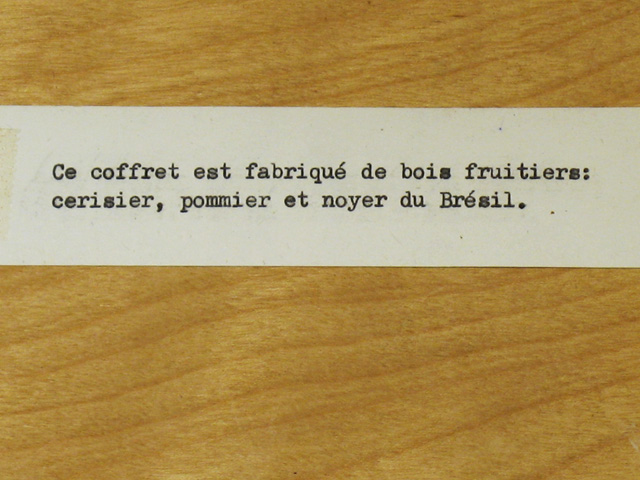 Ce coffret est fabriqué de bois fruitiers:
cerisier, pommier et noyer du Brésil.